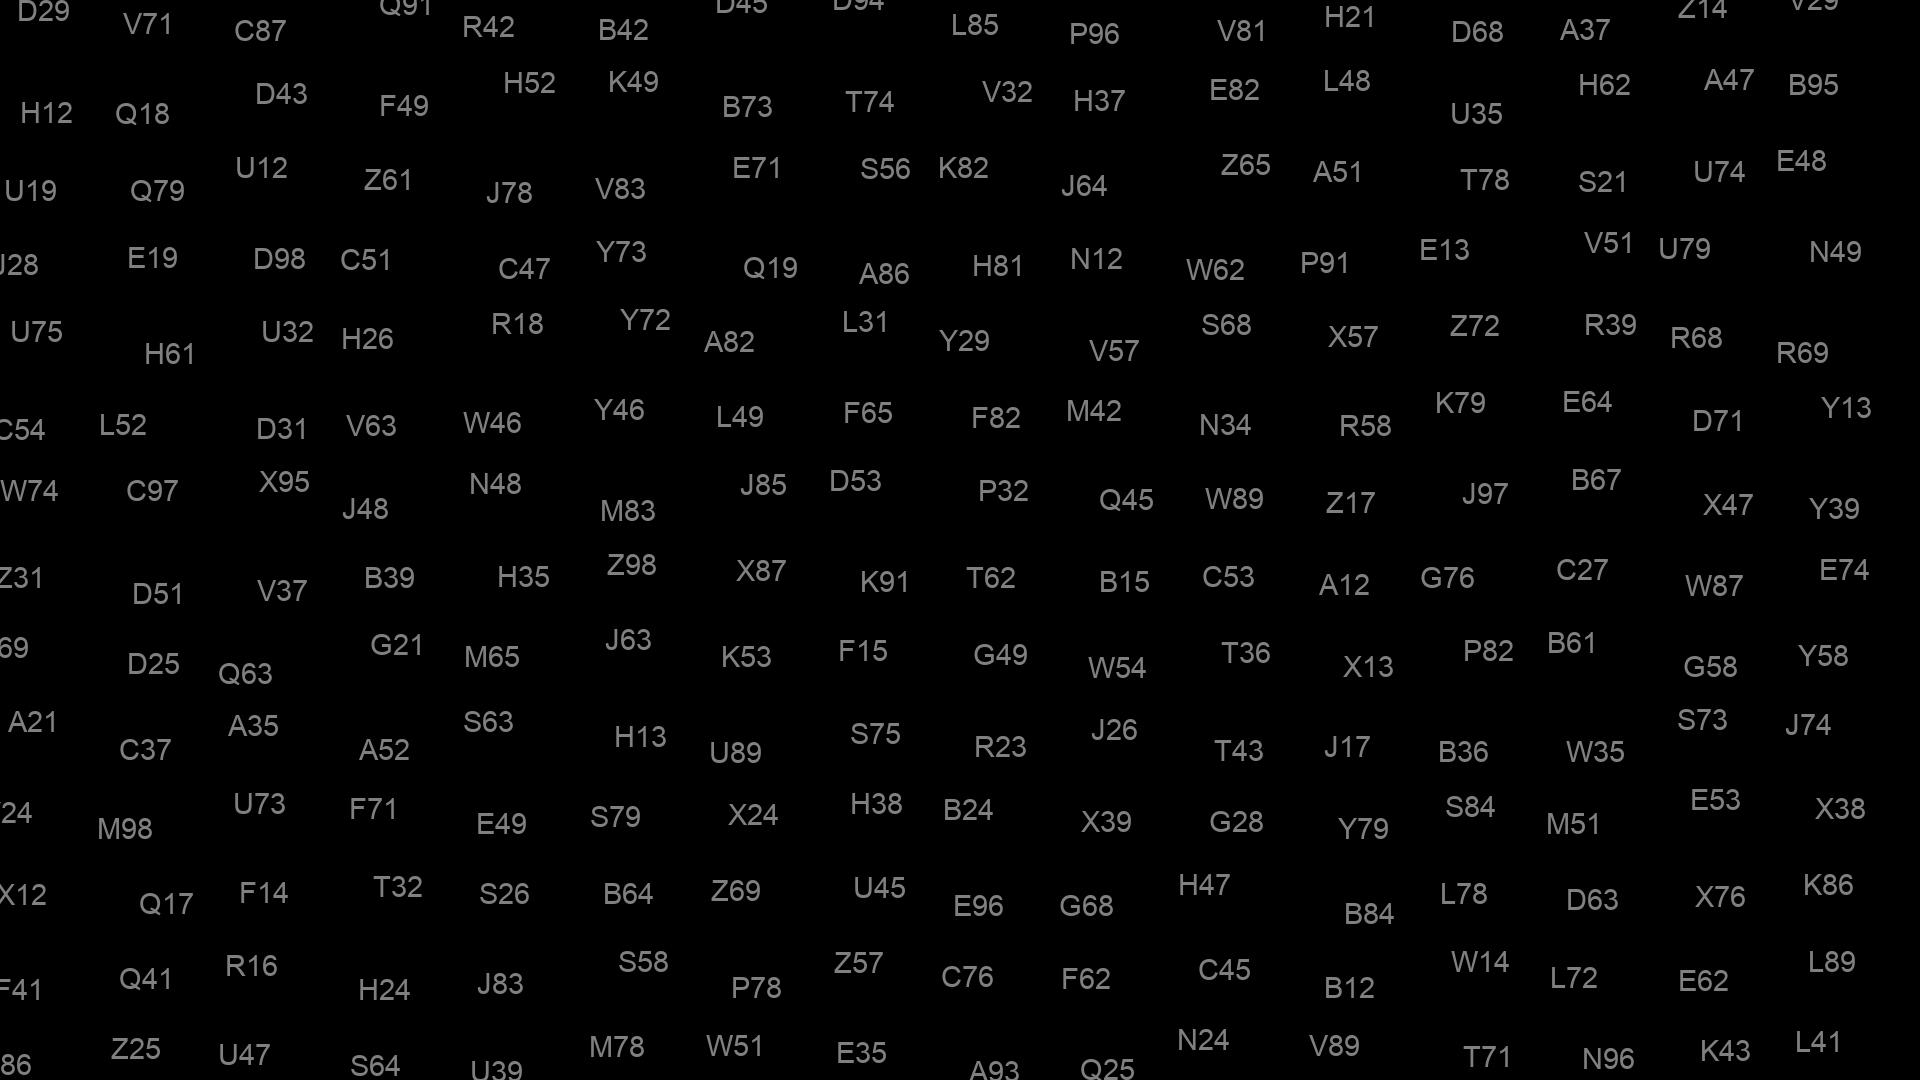 D29 V71 C87 Q91 R42 B42 D45 D94 L85 P96 V81 H21 D68 A37 Z14 V29
H12 Q18 D43 F49 H52 K49 B73 T74 V32 H37 E82 L48 U35 H62 A47 B95
U19 Q79 U12 Z61 J78 V83 E71 S56 K82 J64 Z65 A51 T78 S21 U74 E48
J28 E19 D98 C51 C47 Y73 Q19 A86 H81 N12 W62 P91 E13 V51 U79 N49
U75 H61 U32 H26 R18 Y72 A82 L31 Y29 V57 S68 X57 Z72 R39 R68 R69
C54 L52 D31 V63 W46 Y46 L49 F65 F82 M42 N34 R58 K79 E64 D71 Y13
W74 C97 X95 J48 N48 M83 J85 D53 P32 Q45 W89 Z17 J97 B67 X47 Y39
Z31 D51 V37 B39 H35 Z98 X87 K91 T62 B15 C53 A12 G76 C27 W87 E74
69 D25 Q63 G21 M65 J63 K53 F15 G49 W54 T36 X13 P82 B61 G58 Y58
A21 C37 A35 A52 S63 H13 U89 S75 R23 J26 T43 J17 B36 W35 S73 J74
24 M98 U73 F71 E49 S79 X24 H38 B24 X39 G28 Y79 S84 M51 E53 X38
X12 Q17 F14 T32 S26 B64 Z69 U45 E96 G68 H47 B84 L78 D63 X76 K86
F41 Q41 R16 H24 J83 S58 P78 Z57 C76 F62 C45 B12 W14 L72 E62 L89
86 Z25 U47 S64 U39 M78 W51 E35 A93 Q25 N24 V89 T71 N96 K43 L41